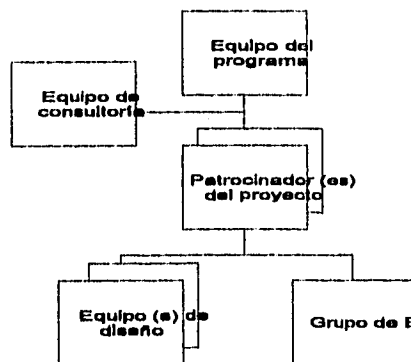 Equipo del
programa
Equipo de
consultoría
Patrocinador (es)
del proyecto
Equipo (s) de
diseño
Grupo de E